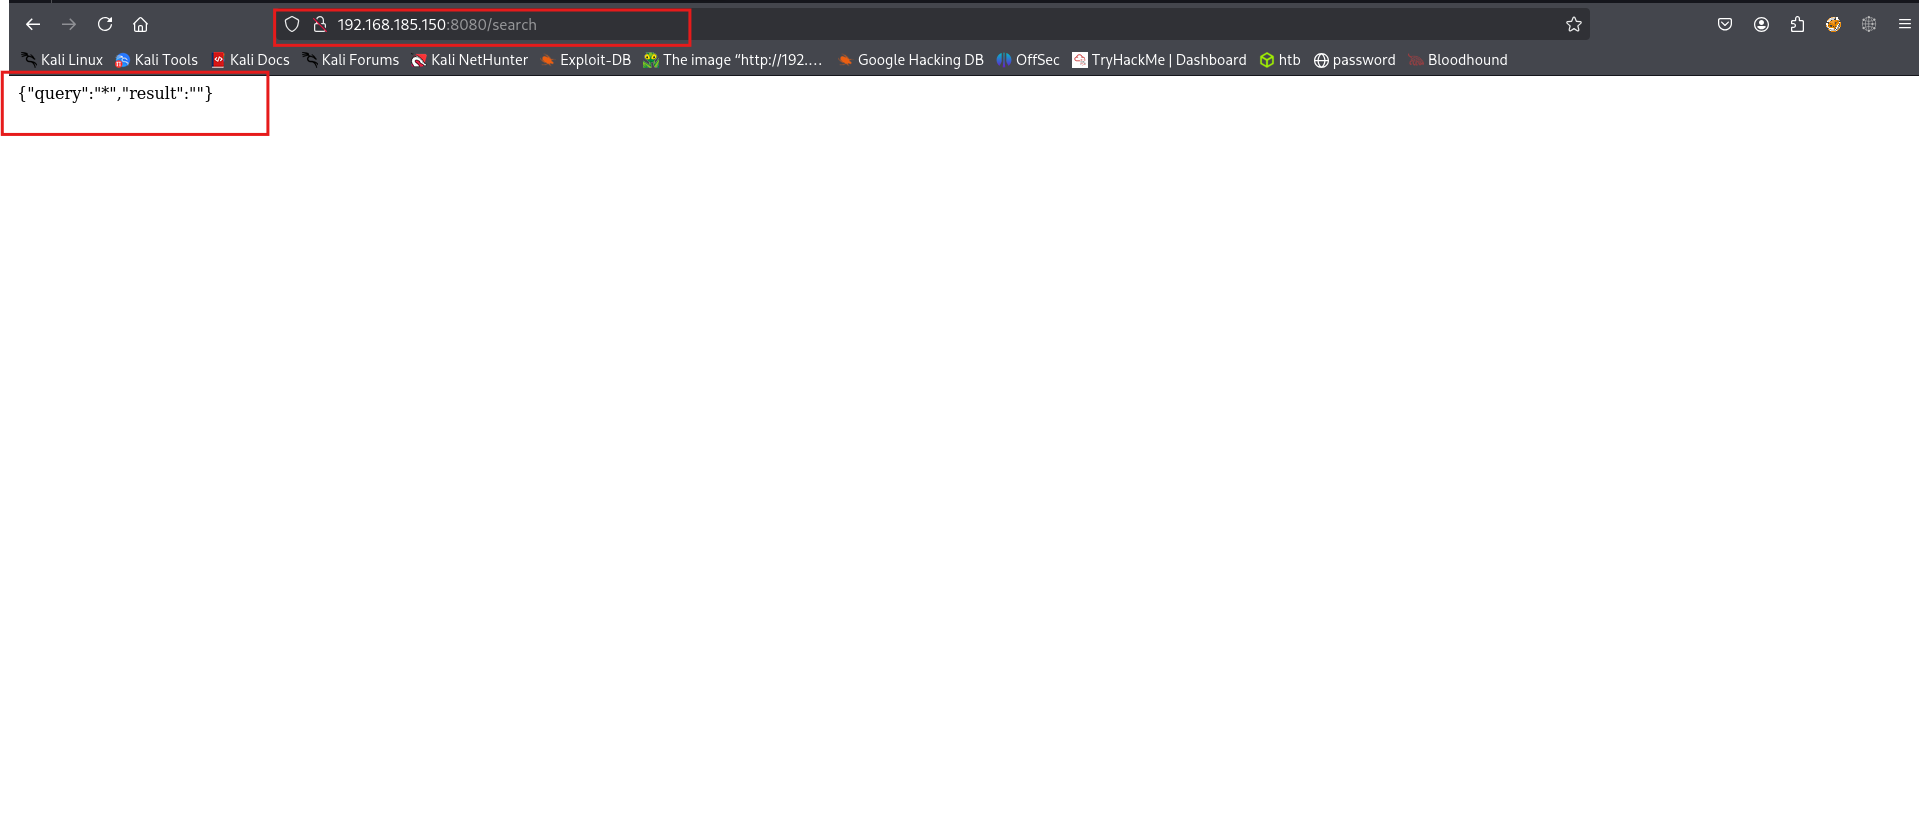 192.168.185.150:8080/search
Kali Linux Kali Tools Kali Docs Kali Forums Kali NetHunter Exploit-DB The image “http://192.… Google Hacking DB OffSec TryHackMe | Dashboard htb password Bloodhound
{"query":"*","result":""}